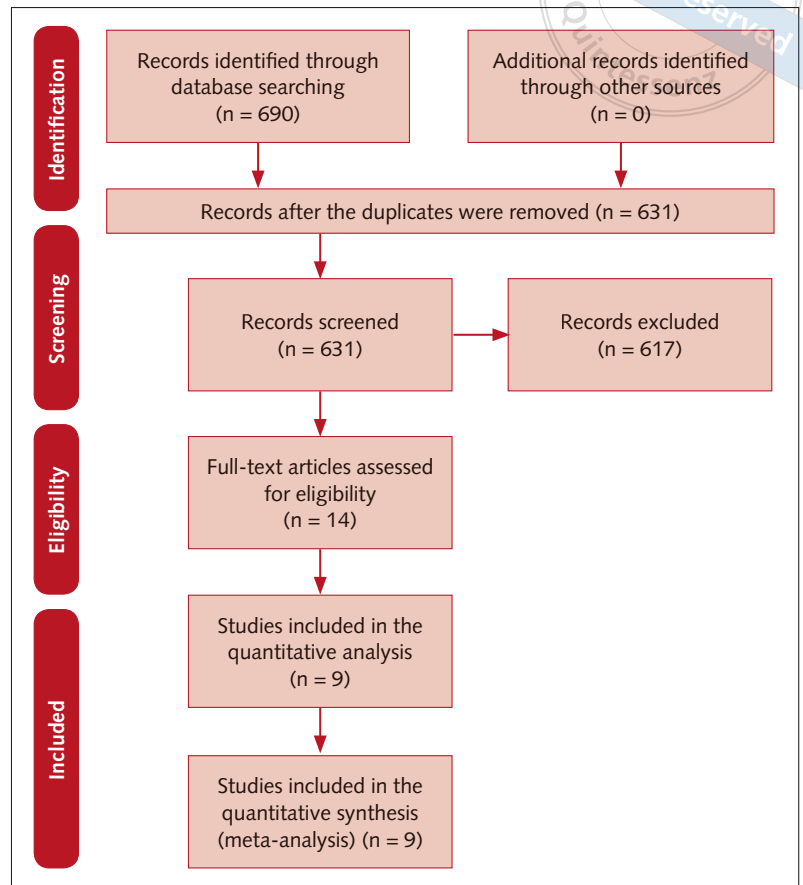 Identification
Records identified through
database searching
(n = 690)
Additional records identified
through other sources
(n = 0)
Records after the duplicates were removed (n = 631)
Screening
Records screened
(n = 631)
Records excluded
(n = 617)
Eligibility
Full-text articles assessed
for eligibility
(n = 14)
Included
Studies included in the
quantitative analysis
(n = 9)
Studies included in the
quantitative synthesis
(meta-analysis) (n = 9)
Quintessenz